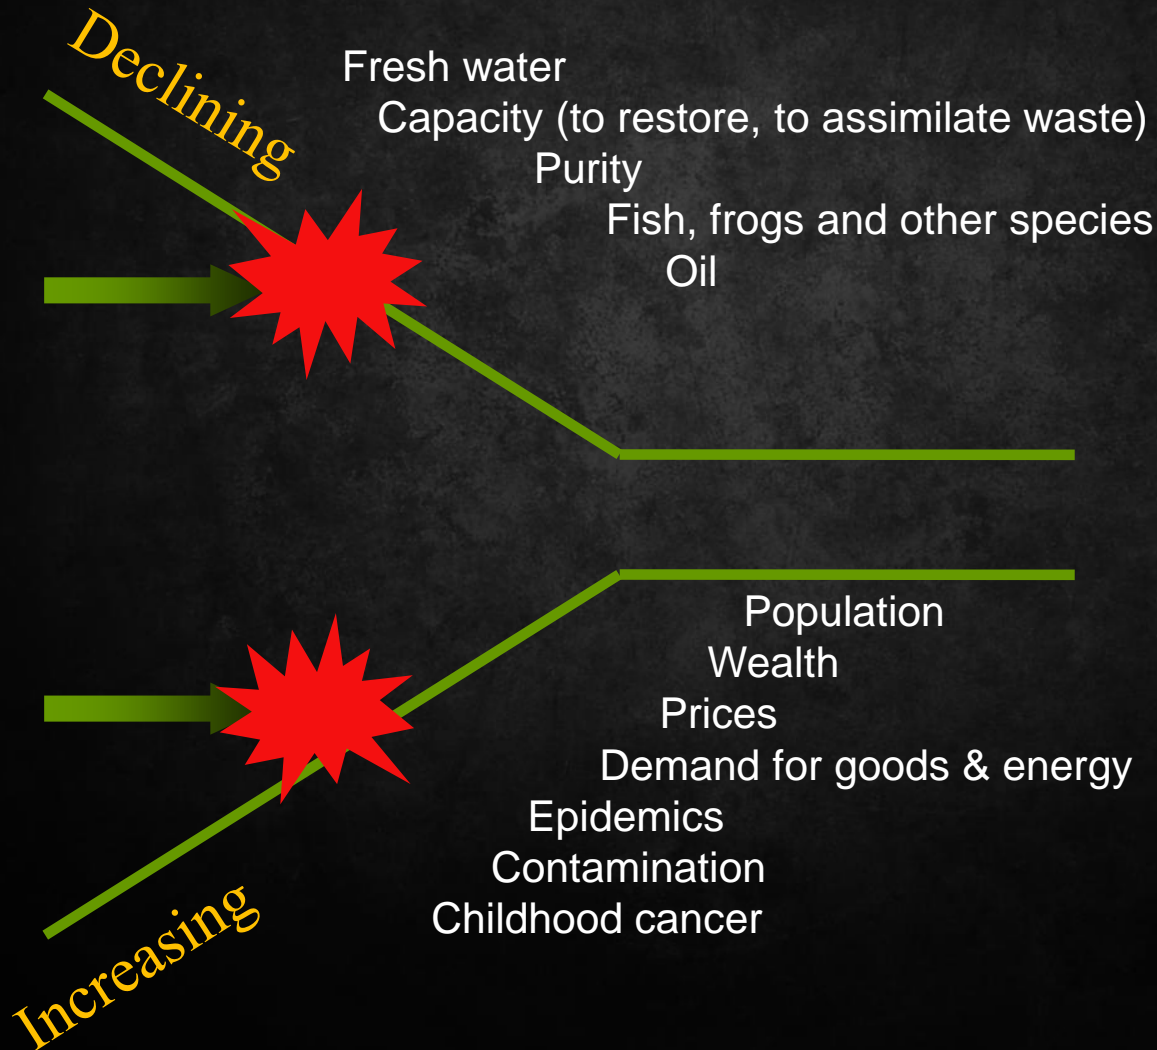 Declining
Fresh water
Capacity (to restore, to assimilate waste)
Purity
Fish, frogs and other species
Oil
Population
Wealth
Prices
Demand for goods & energy
Epidemics
Contamination
Childhood cancer
Increasing